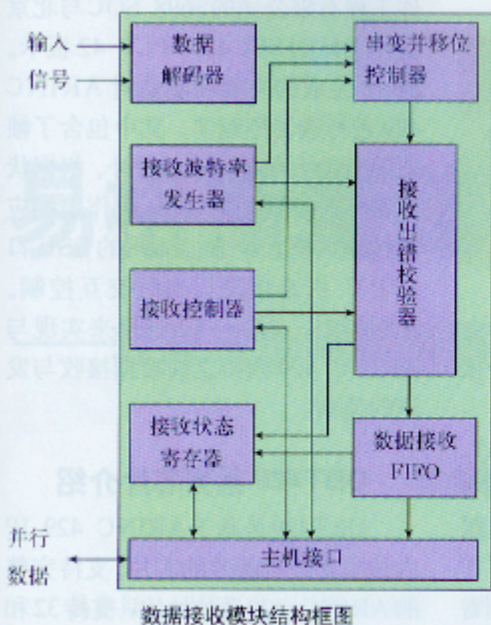 输入
信号
数据
解码器
串变并移位
控制器
接收波特率
发生器
接收出错校验器
接收控制器
接收状态
寄存器
数据接收
FIFO
并行
数据
主机接口
数据接收模块结构框图